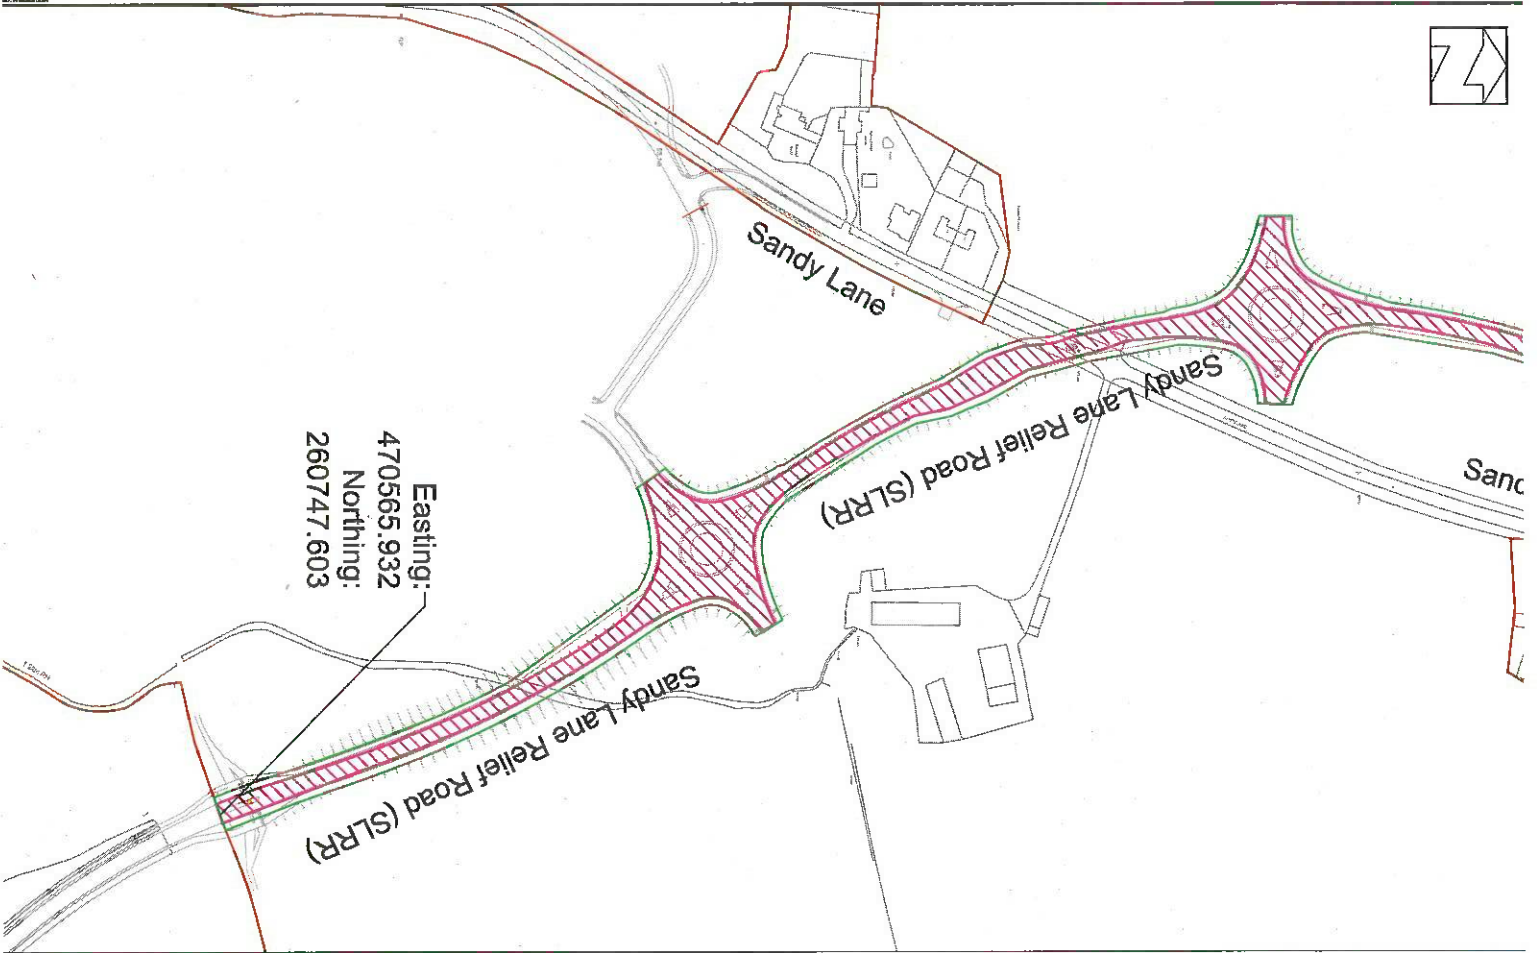 Sandy Lane
Sandy Lane Relief Road (SLRR)
Sand
Easting:
470565.932
Northing:
260747.603
Sandy Lane Relief Road (SLRR)